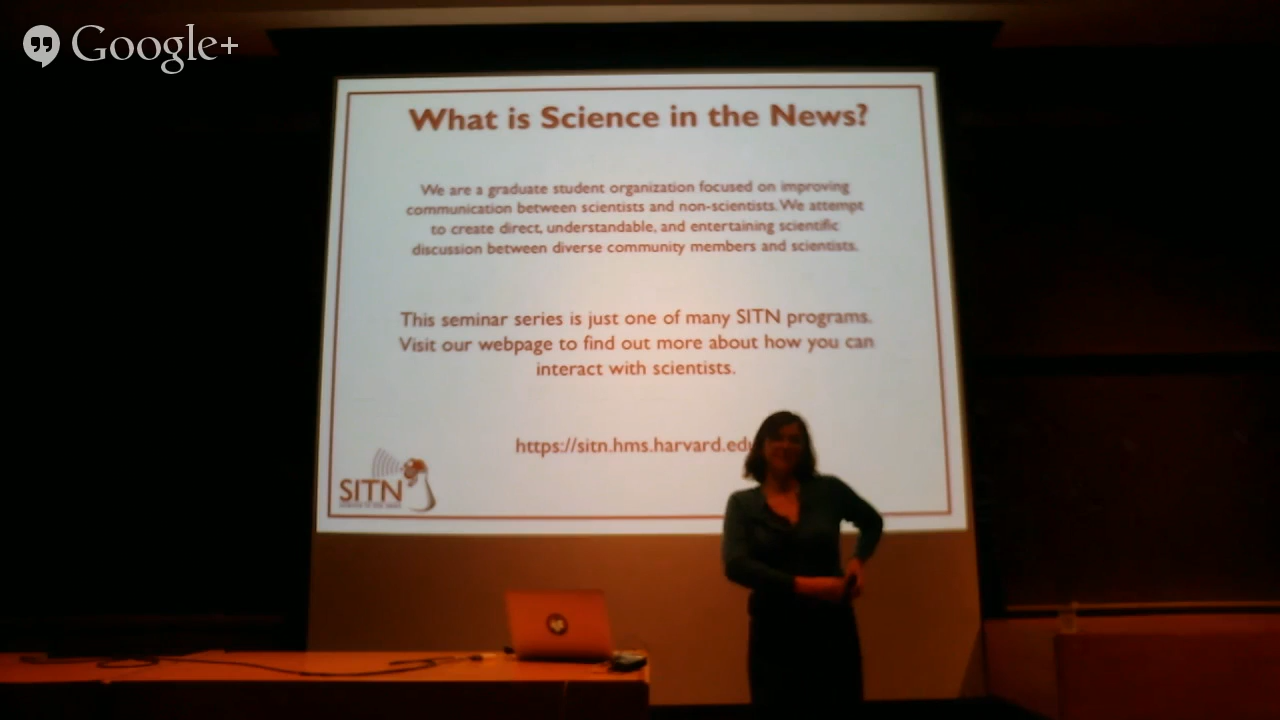 Google+
What is Science in the News?
We are a graduate student organization focused on improving
communication between scientists and non-scientists. We attempt
to create direct, understandable, and entertaining scientific
discussion between diverse community members and scientists.
This seminar series is just one of many SITN programs.
Visit our webpage to find out more about how you can
interact with scientists.
https://sitn.hms.harvard.edu
SITN